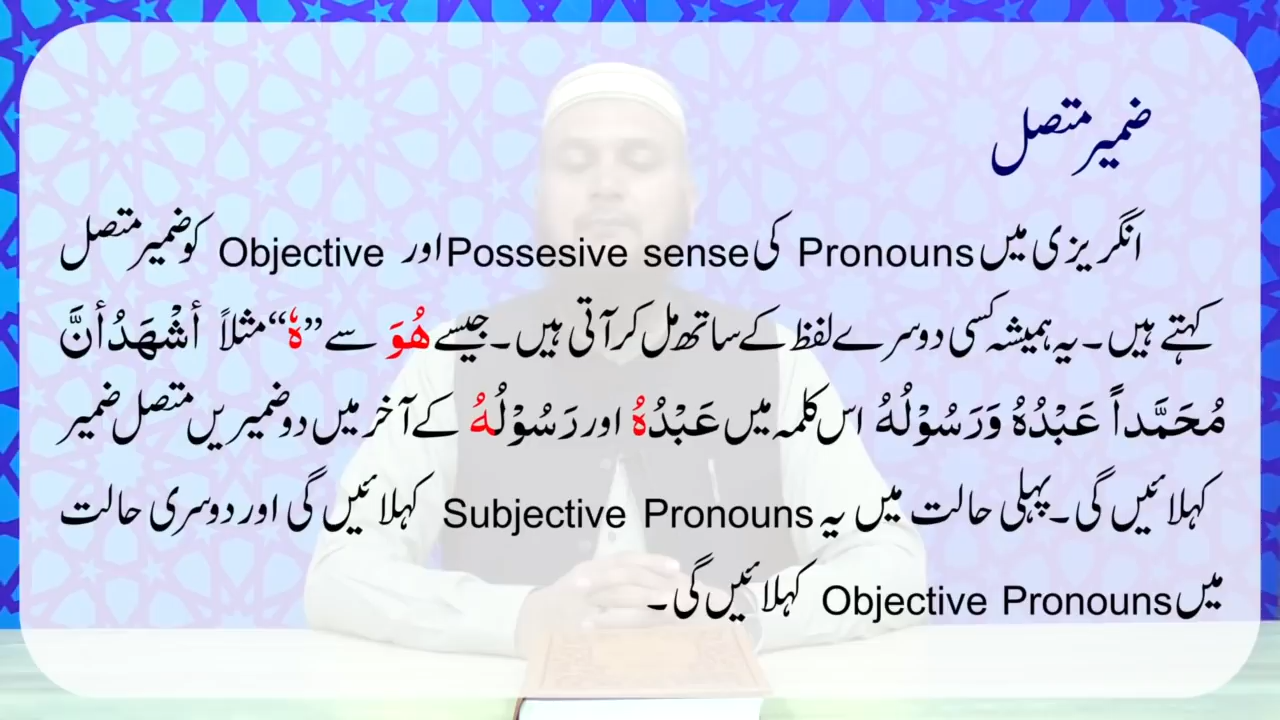 ضمیر متصل
انگریزی میں Pronouns کی Possesive sense اور Objective کو ضمیر متصل
کہتے ہیں۔ یہ ہمیشہ کسی دوسرے لفظ کے ساتھ مل کر آتی ہیں۔ جیسے هُوَ سے ”هٗ“ مثلاً أشْهَدُ أنَّ
مُحَمَّداً عَبْدُهُ وَرَسُوْلُهُ اس کلمہ میں عَبْدُهُ اور رَسُوْلُهُ کے آخر میں دو ضمیریں متصل ضمیر
کہلائیں گی۔ پہلی حالت میں یہ Subjective Pronouns کہلائیں گی اور دوسری حالت
میں Objective Pronouns کہلائیں گی۔